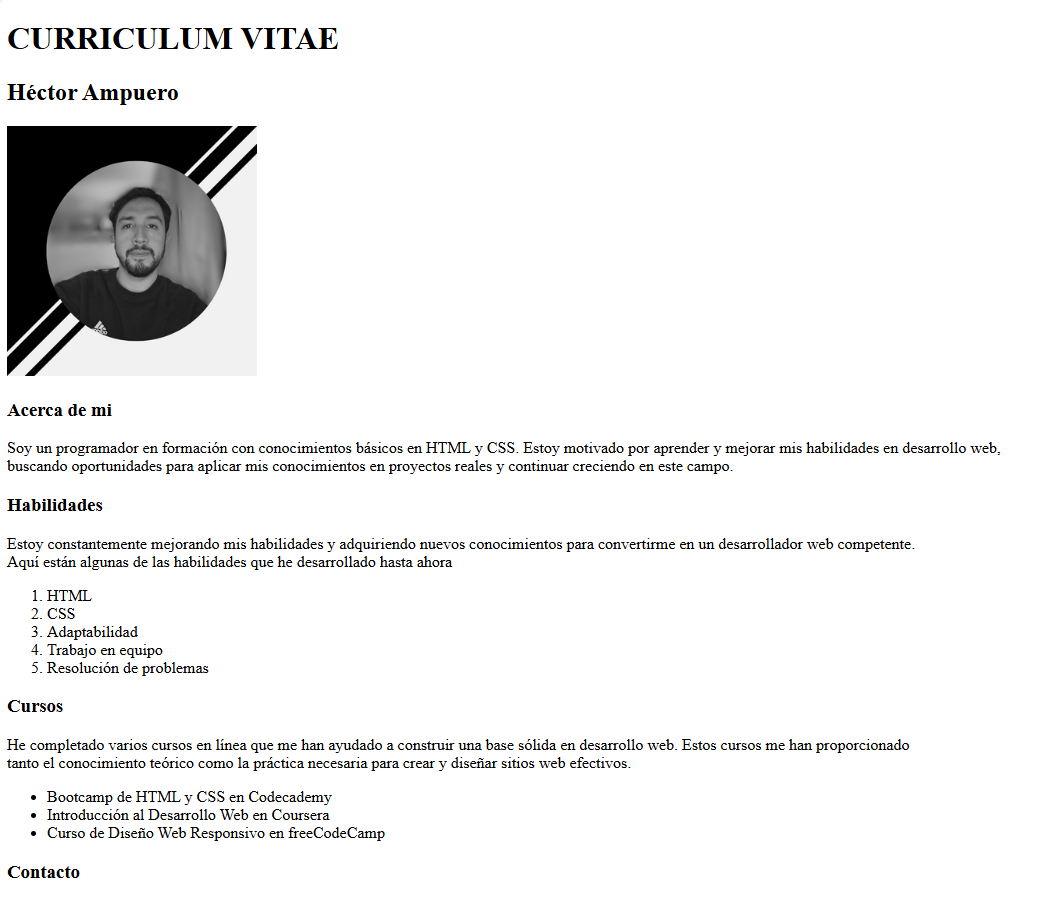 CURRICULUM VITAE
Héctor Ampuero
Acerca de mi
Soy un programador en formación con conocimientos básicos en HTML y CSS. Estoy motivado por aprender y mejorar mis habilidades en desarrollo web,
buscando oportunidades para aplicar mis conocimientos en proyectos reales y continuar creciendo en este campo.
Habilidades
Estoy constantemente mejorando mis habilidades y adquiriendo nuevos conocimientos para convertirme en un desarrollador web competente.
Aquí están algunas de las habilidades que he desarrollado hasta ahora
1. HTML
2. CSS
3. Adaptabilidad
4. Trabajo en equipo
5. Resolución de problemas
Cursos
He completado varios cursos en línea que me han ayudado a construir una base sólida en desarrollo web. Estos cursos me han proporcionado
tanto el conocimiento teórico como la práctica necesaria para crear y diseñar sitios web efectivos.
• Bootcamp de HTML y CSS en Codecademy
• Introducción al Desarrollo Web en Coursera
• Curso de Diseño Web Responsivo en freeCodeCamp
Contacto